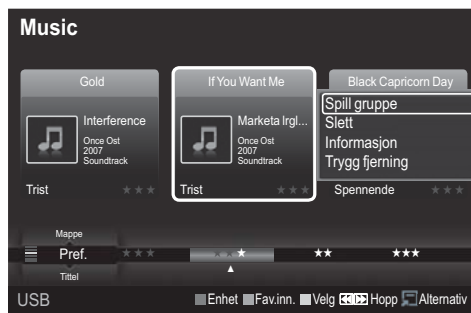 Music
Gold
If You Want Me
Black Capricorn Day
Interference
Once Ost
2007
Soundtrack
Trist
Marketa Irgl...
Once Ost
2007
Soundtrack
Trist
Spill gruppe
Slett
Informasjon
Trygg fjerning
Spennende
Mappe
Pref.
Tittel
USB
Enhet Fav.inn. Velg Hopp Alternativ